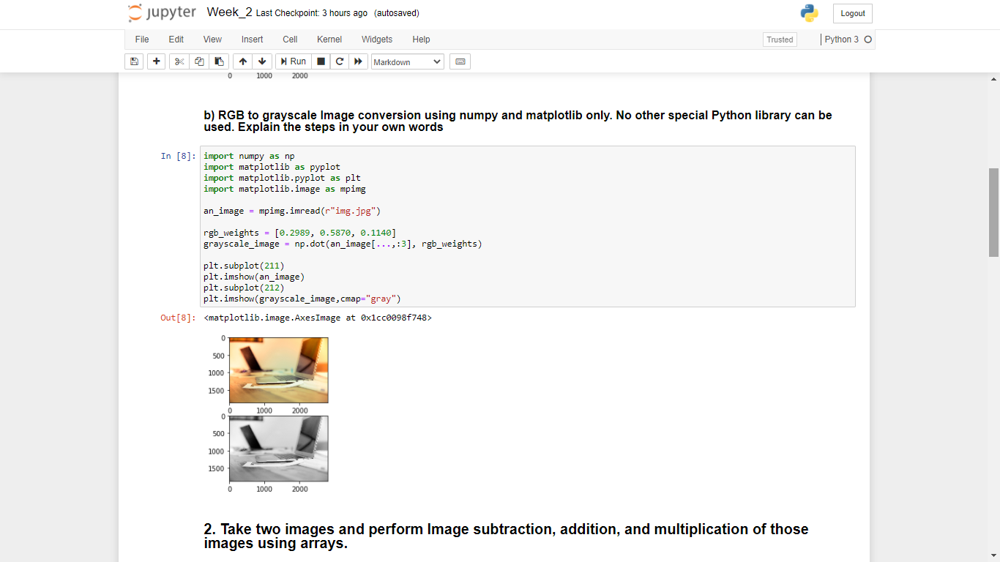 jupyter Week_2 Last Checkpoint: 3 hours ago (autosaved)
Logout
File Edit View Insert Cell Kernel Widgets Help
Trusted
Python 3
Run
Markdown
0 1000 2000
b) RGB to grayscale Image conversion using numpy and matplotlib only. No other special Python library can be
used. Explain the steps in your own words
In [8]:
import numpy as np
import matplotlib as pyplot
import matplotlib.pyplot as plt
import matplotlib.image as mpimg
an_image = mpimg.imread(r"img.jpg")
rgb_weights = [0.2989, 0.5870, 0.1140]
grayscale_image = np.dot(an_image[...,:3], rgb_weights)
plt.subplot(211)
plt.imshow(an_image)
plt.subplot(212)
plt.imshow(grayscale_image,cmap="gray")
Out[8]: <matplotlib.image.AxesImage at 0x1cc0098f748>
0
500
1000
1500
0 1000 2000
0
500
1000
1500
0 1000 2000
2. Take two images and perform Image subtraction, addition, and multiplication of those
images using arrays.